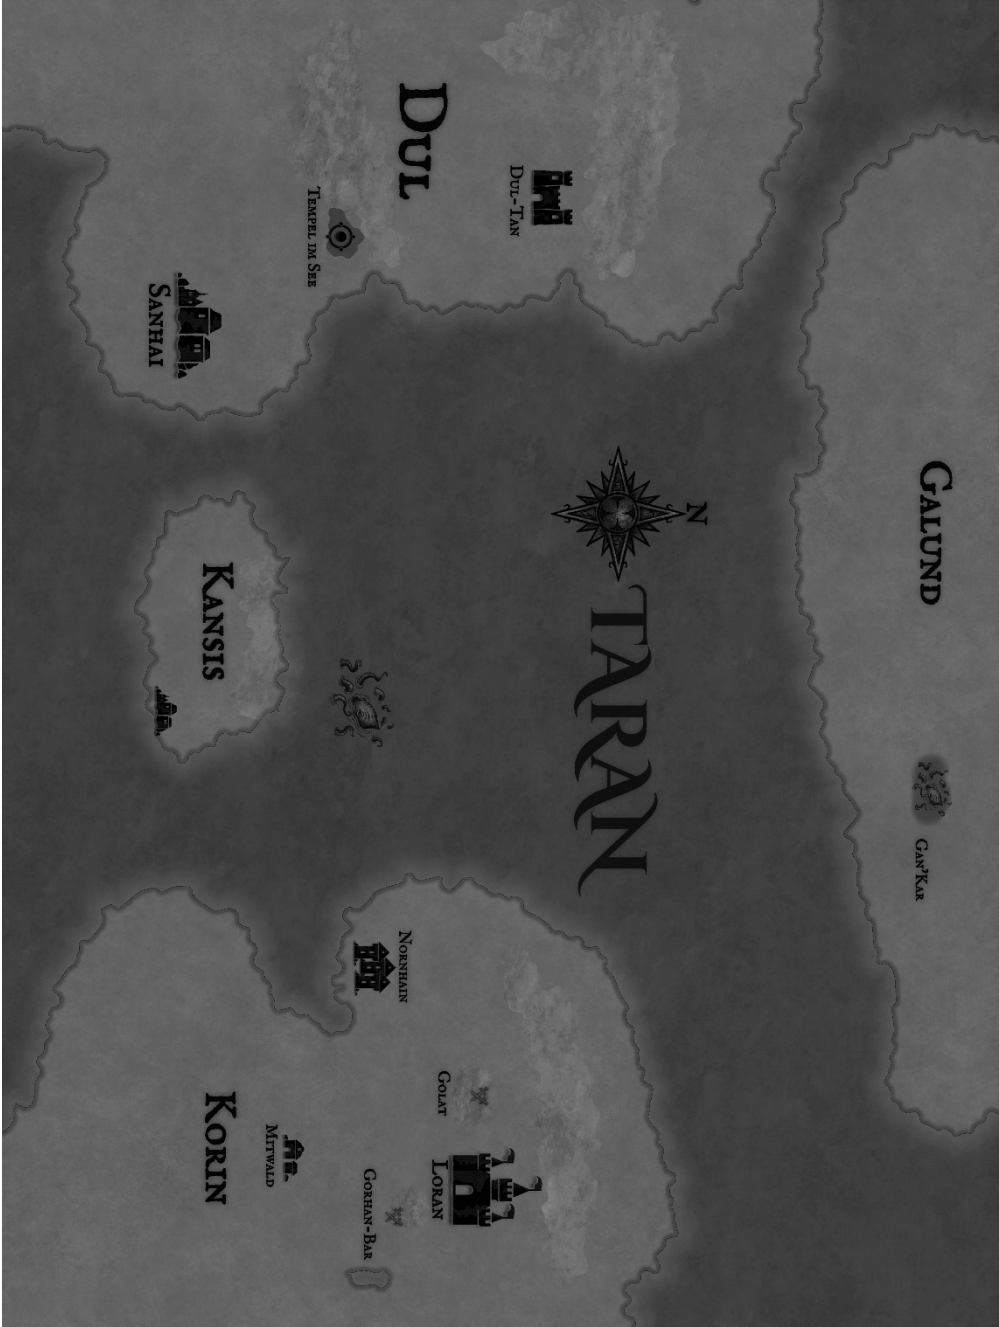 Galund
Gan'Kar
N
TARAN
Dul
Dul-Tan
Tempel im See
Sanhai
Kansis
Nornhain
Golat
Loran
Gorhan-Bar
Mitwald
Korin